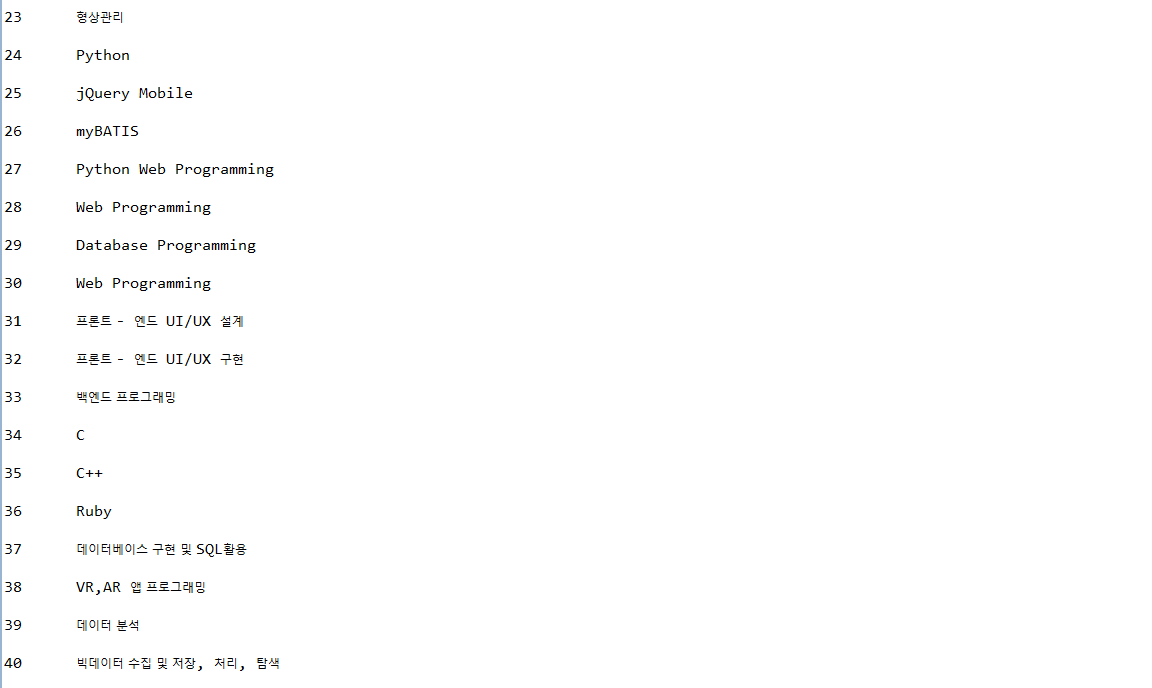 23 형상관리
24 Python
25 jQuery Mobile
26 myBATIS
27 Python Web Programming
28 Web Programming
29 Database Programming
30 Web Programming
31 프론트 - 엔드 UI/UX 설계
32 프론트 - 엔드 UI/UX 구현
33 백엔드 프로그래밍
34 C
35 C++
36 Ruby
37 데이터베이스 구현 및 SQL활용
38 VR,AR 앱 프로그래밍
39 데이터 분석
40 빅데이터 수집 및 저장, 처리, 탐색